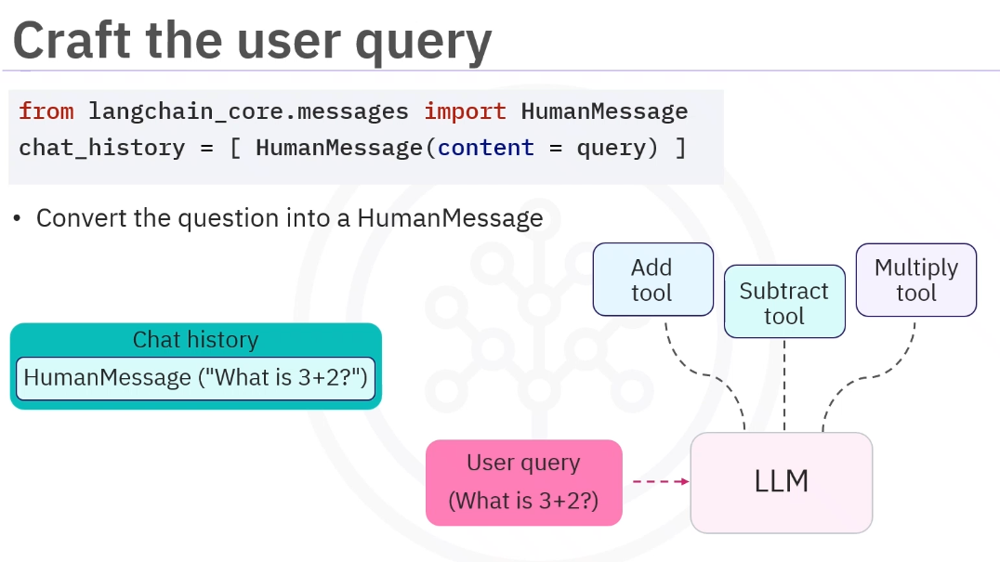 Craft the user query
from langchain_core.messages import HumanMessage
chat_history = [ HumanMessage(content = query) ]
• Convert the question into a HumanMessage
Add
tool
Subtract
tool
Multiply
tool
Chat history
HumanMessage ("What is 3+2?")
User query
(What is 3+2?)
LLM